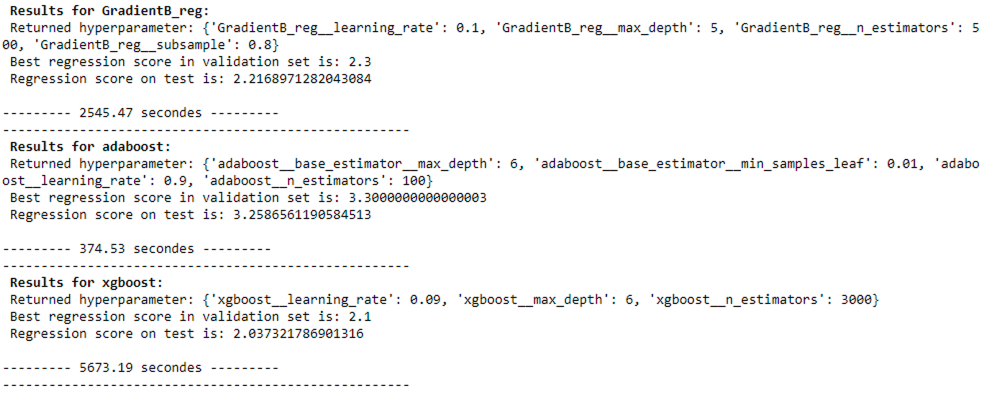 Results for GradientB_reg:
Returned hyperparameter: {'GradientB_reg__learning_rate': 0.1, 'GradientB_reg__max_depth': 5, 'GradientB_reg__n_estimators': 5
00, 'GradientB_reg__subsample': 0.8}
Best regression score in validation set is: 2.3
Regression score on test is: 2.2168971282043084
--------- 2545.47 secondes ---------
-----------------------------------------------------
Results for adaboost:
Returned hyperparameter: {'adaboost__base_estimator__max_depth': 6, 'adaboost__base_estimator__min_samples_leaf': 0.01, 'adabo
ost__learning_rate': 0.9, 'adaboost__n_estimators': 100}
Best regression score in validation set is: 3.3000000000000003
Regression score on test is: 3.2586561190584513
--------- 374.53 secondes ---------
-----------------------------------------------------
Results for xgboost:
Returned hyperparameter: {'xgboost__learning_rate': 0.09, 'xgboost__max_depth': 6, 'xgboost__n_estimators': 3000}
Best regression score in validation set is: 2.1
Regression score on test is: 2.037321786901316
--------- 5673.19 secondes ---------
-----------------------------------------------------